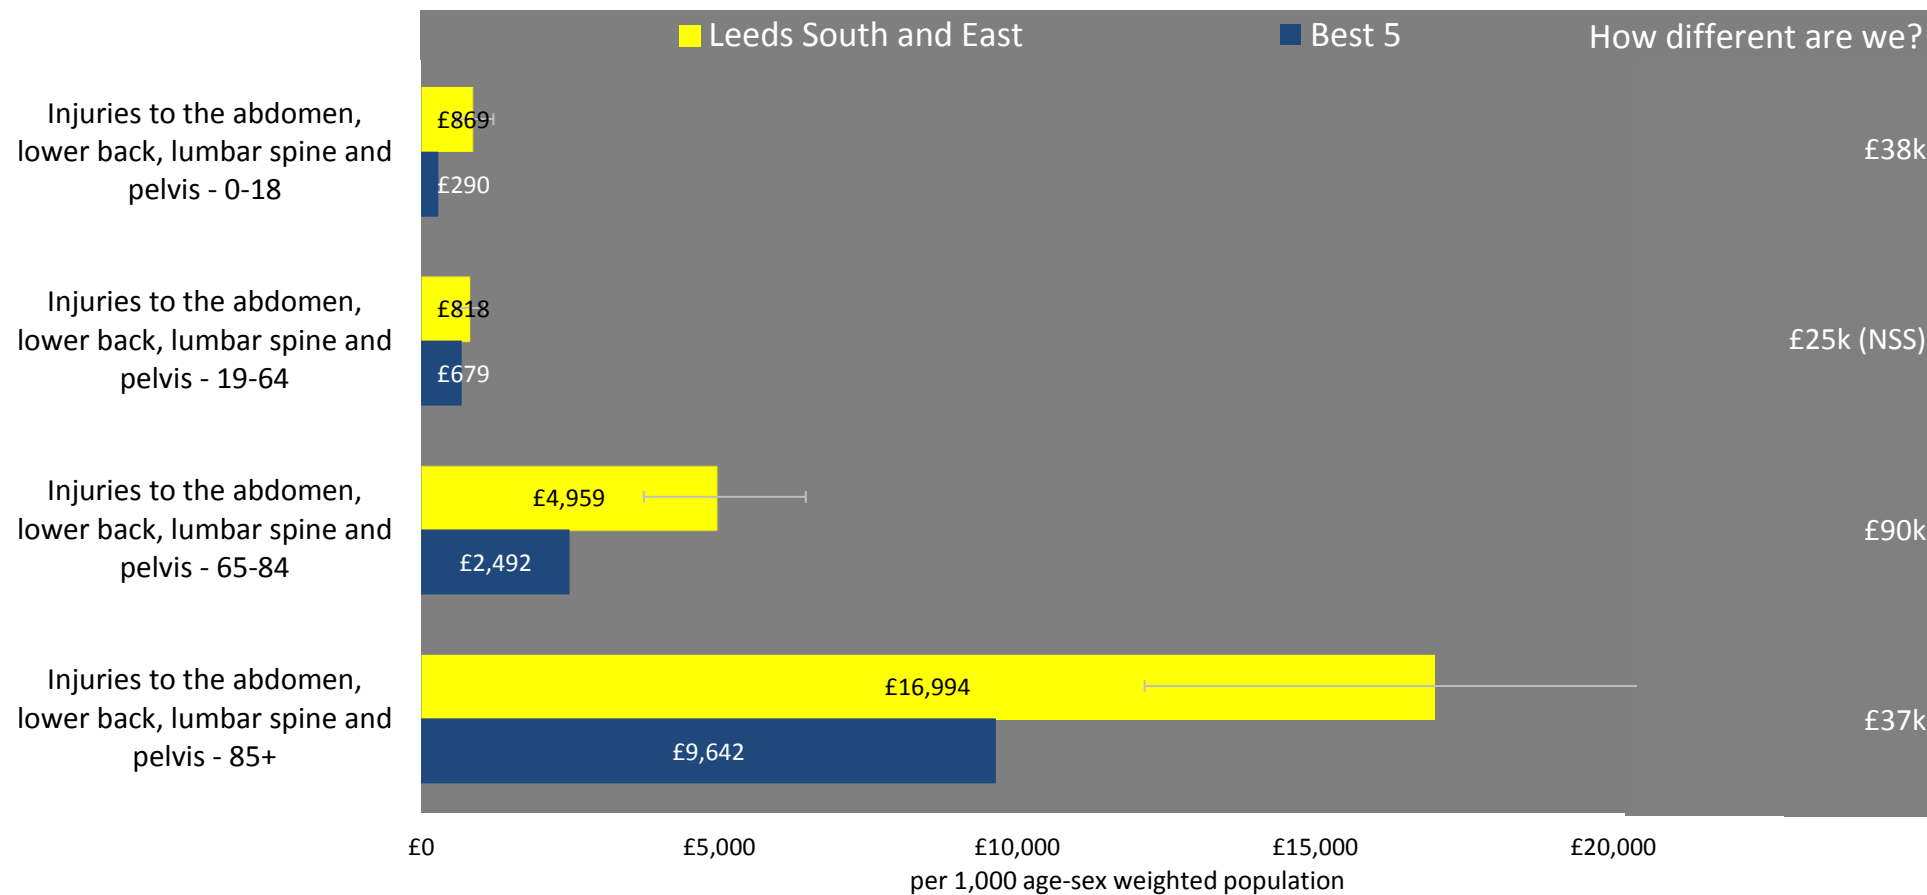 Leeds South and East
Best 5
How different are we?
Injuries to the abdomen,
lower back, lumbar spine and
pelvis - 0-18
£869
£290
£38k
Injuries to the abdomen,
lower back, lumbar spine and
pelvis - 19-64
£818
£679
£25k (NSS)
Injuries to the abdomen,
lower back, lumbar spine and
pelvis - 65-84
£4,959
£2,492
£90k
Injuries to the abdomen,
lower back, lumbar spine and
pelvis - 85+
£16,994
£9,642
£37k
£0
£5,000
£10,000
£15,000
£20,000
per 1,000 age-sex weighted population